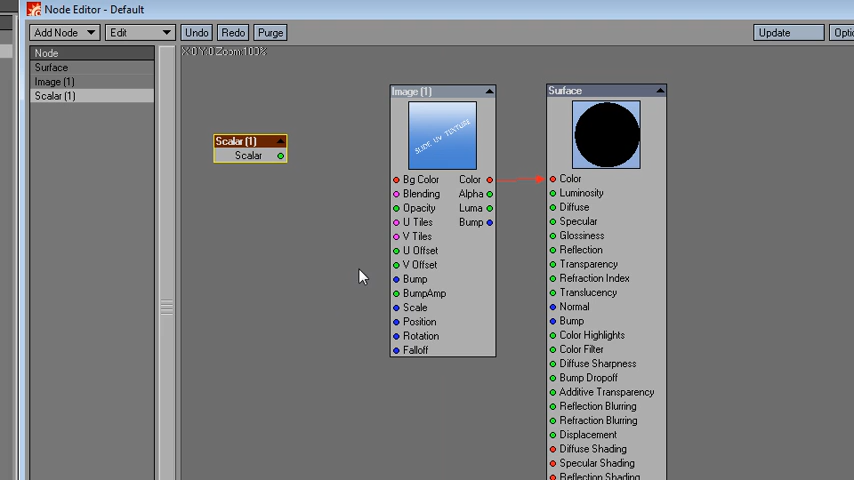 Node Editor - Default
Add Node Edit Undo Redo Purge Update Optio
X:0 Y:0 Zoom:100%
Node
Surface
Image (1)
Scalar (1)
Scalar (1)
Scalar
Image (1)
SLIDE UV TEXTURE
Bg Color Color
Blending Alpha
Opacity Luma
U Tiles Bump
V Tiles
U Offset
V Offset
Bump
BumpAmp
Scale
Position
Rotation
Falloff
Surface
Color
Luminosity
Diffuse
Specular
Glossiness
Reflection
Transparency
Refraction Index
Translucency
Normal
Bump
Color Highlights
Color Filter
Diffuse Sharpness
Bump Dropoff
Additive Transparency
Reflection Blurring
Refraction Blurring
Displacement
Diffuse Shading
Specular Shading
Reflection Shading